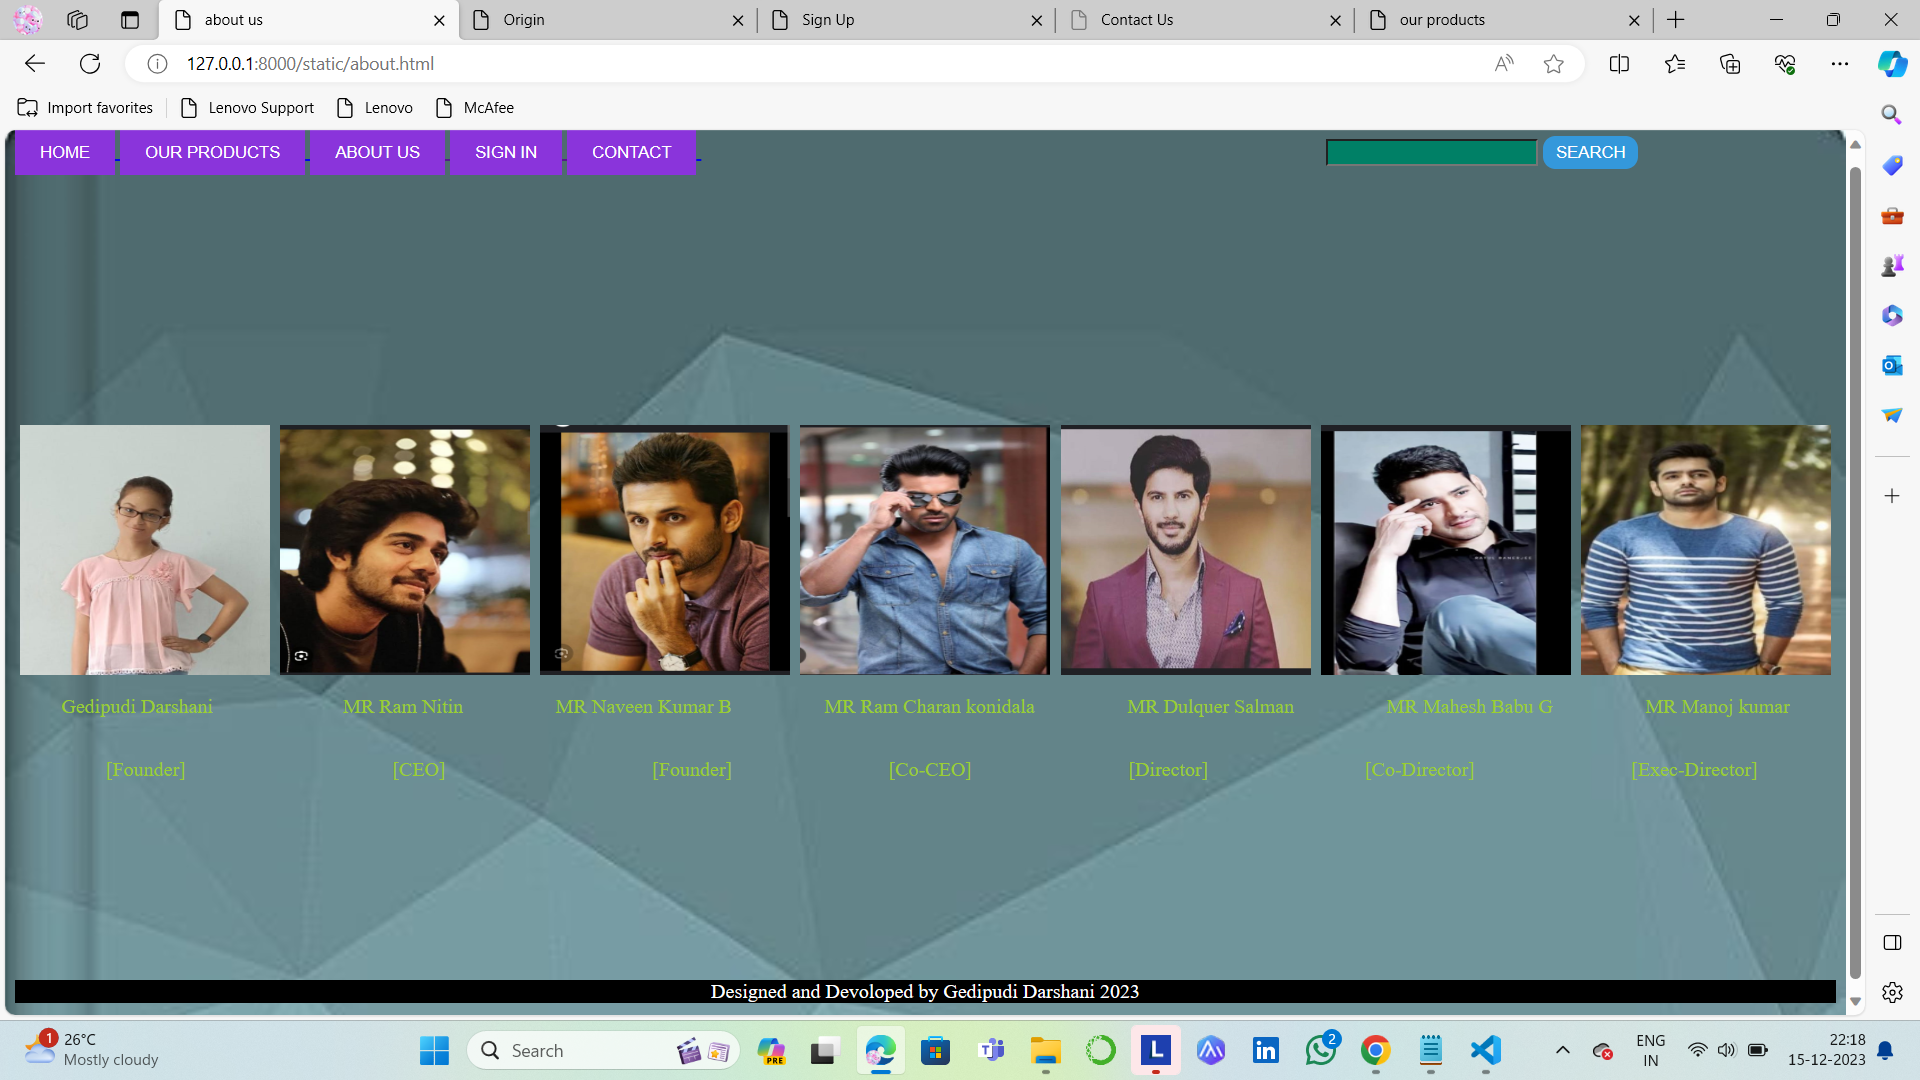 about us
Origin
Sign Up
Contact Us
our products
127.0.0.1:8000/static/about.html
Import favorites
Lenovo Support
Lenovo
McAfee
HOME
OUR PRODUCTS
ABOUT US
SIGN IN
CONTACT
SEARCH
Gedipudi Darshani
MR Ram Nitin
MR Naveen Kumar B
MR Ram Charan konidala
MR Dulquer Salman
MR Mahesh Babu G
MR Manoj kumar
[Founder]
[CEO]
[Founder]
[Co-CEO]
[Director]
[Co-Director]
[Exec-Director]
Designed and Devoloped by Gedipudi Darshani 2023
1
26°C
Mostly cloudy
Search
PRE
L
2
ENG
IN
22:18
15-12-2023